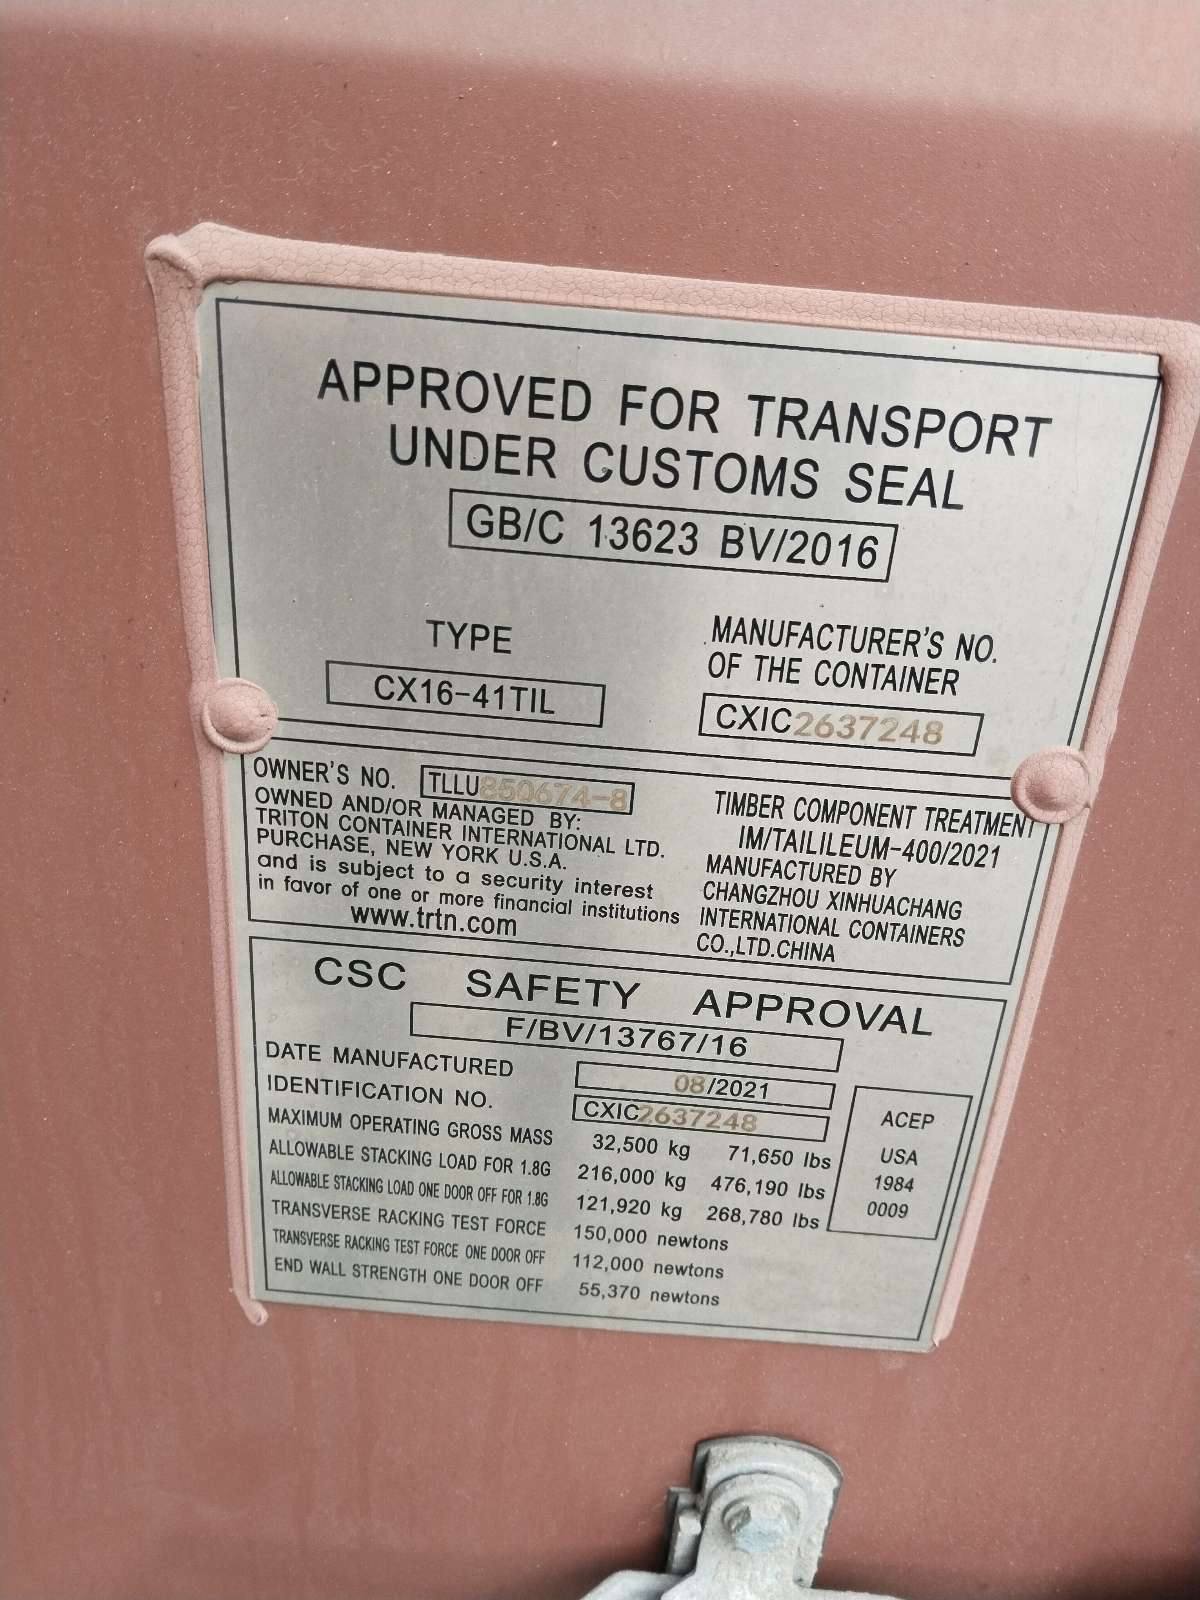 APPROVED FOR TRANSPORT
UNDER CUSTOMS SEAL
GB/C 13623 BV/2016
TYPE
CX16-41TIL
MANUFACTURER'S NO.
OF THE CONTAINER
CXIC2637248
OWNER'S NO. TLLU850674-8
OWNED AND/OR MANAGED BY:
TRITON CONTAINER INTERNATIONAL LTD.
PURCHASE, NEW YORK U.S.A.
and is subject to a security interest
in favor of one or more financial institutions
www.trtn.com
TIMBER COMPONENT TREATMENT
IM/TAILILEUM-400/2021
MANUFACTURED BY
CHANGZHOU XINHUACHANG
INTERNATIONAL CONTAINERS
CO.,LTD.CHINA
CSC SAFETY APPROVAL
F/BV/13767/16
DATE MANUFACTURED 08/2021
IDENTIFICATION NO. CXIC2637248
MAXIMUM OPERATING GROSS MASS 32,500 kg 71,650 lbs
ALLOWABLE STACKING LOAD FOR 1.8G 216,000 kg 476,190 lbs
ALLOWABLE STACKING LOAD ONE DOOR OFF FOR 1.8G 121,920 kg 268,780 lbs
TRANSVERSE RACKING TEST FORCE 150,000 newtons
TRANSVERSE RACKING TEST FORCE ONE DOOR OFF 112,000 newtons
END WALL STRENGTH ONE DOOR OFF 55,370 newtons
ACEP
USA
1984
0009